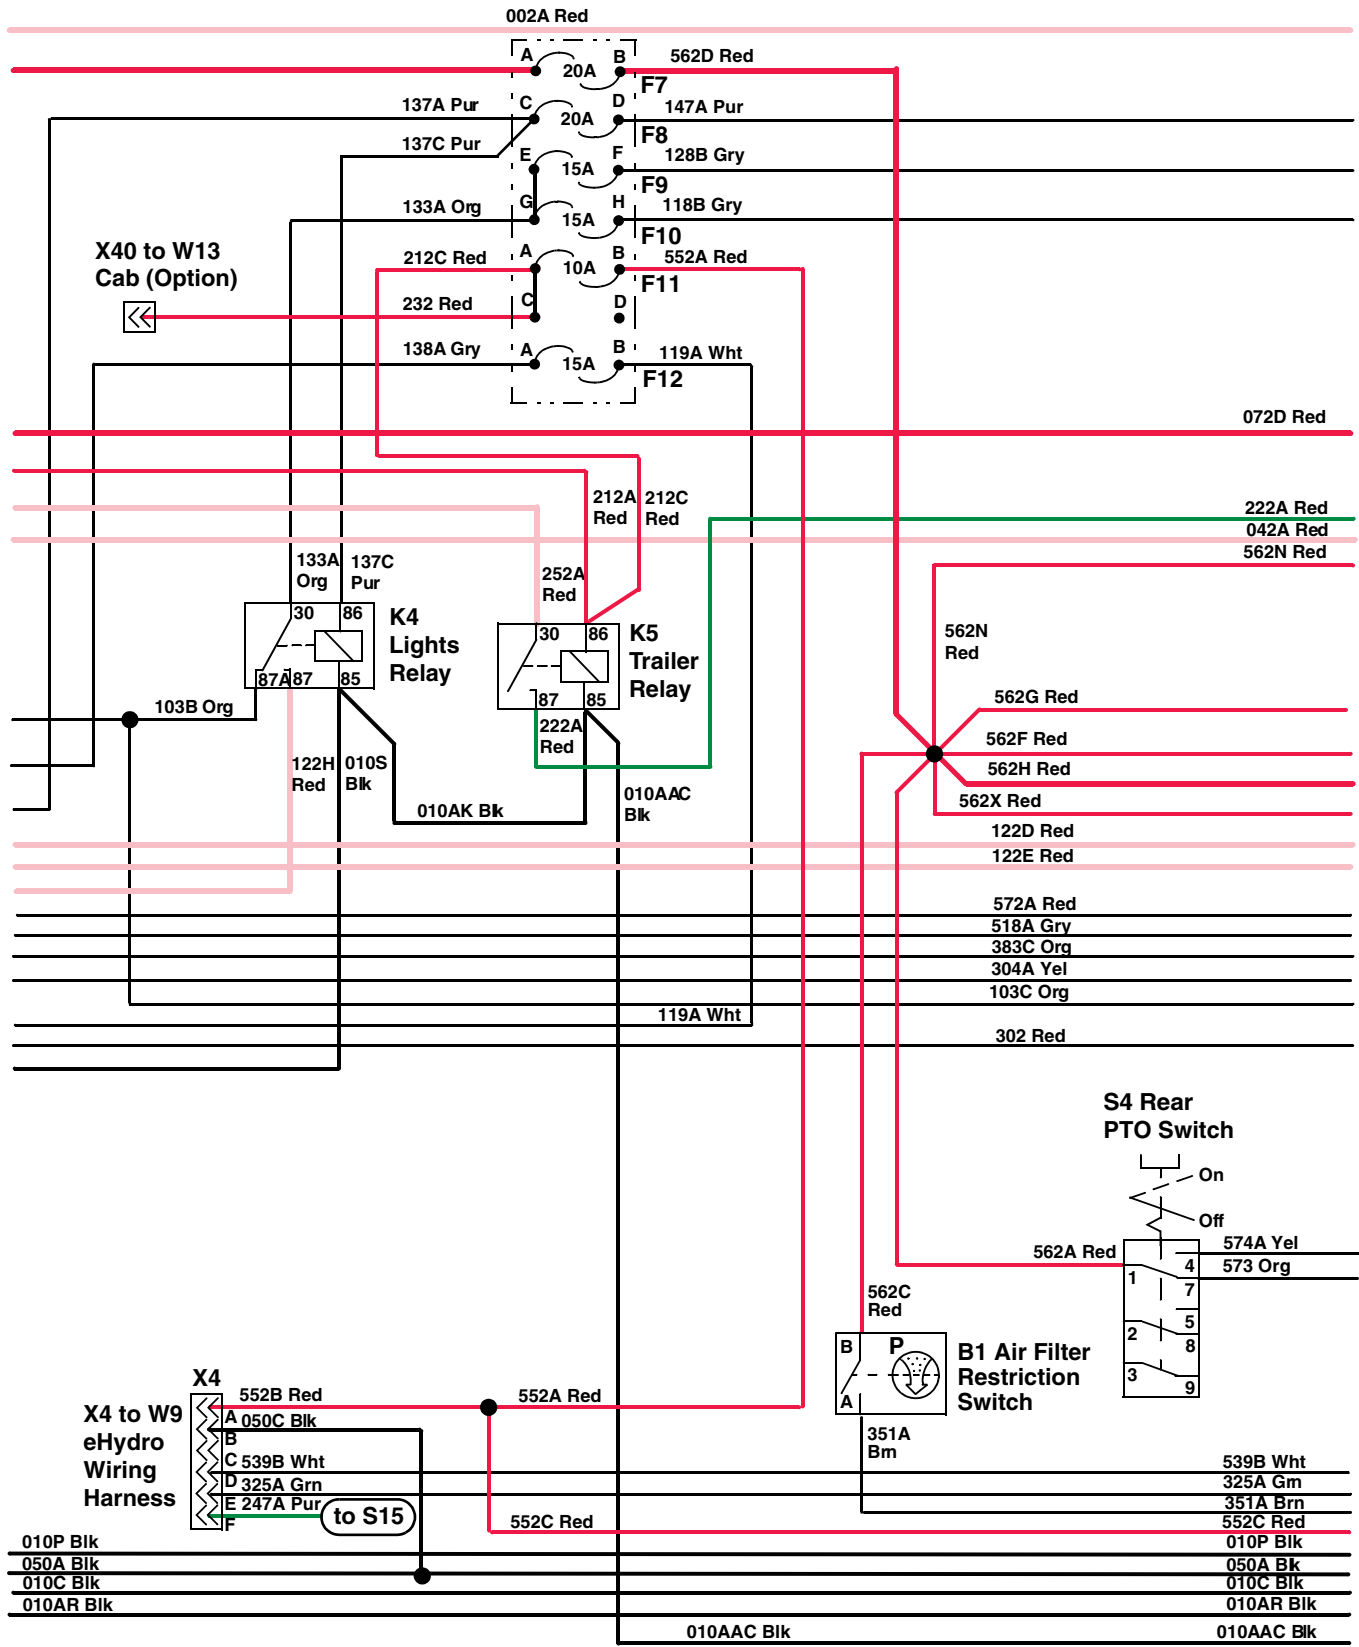 002A Red
A
B
20A
562D Red
F7
137A Pur
C
D
20A
147A Pur
F8
137C Pur
E
F
15A
128B Gry
F9
133A Org
G
H
15A
118B Gry
F10
X40 to W13
Cab (Option)
212C Red
A
B
10A
552A Red
F11
232 Red
C
D
138A Gry
A
B
15A
119A Wht
F12
072D Red
212A
Red
212C
Red
222A Red
042A Red
562N Red
133A
Org
137C
Pur
252A
Red
30
86
K4
Lights
Relay
87A
87
85
30
86
K5
Trailer
Relay
87
85
562N
Red
103B Org
222A
Red
562G Red
562F Red
562H Red
562X Red
122H
Red
010S
Blk
010AK Blk
010AAC
Blk
122D Red
122E Red
572A Red
518A Gry
383C Org
304A Yel
103C Org
119A Wht
302 Red
S4 Rear
PTO Switch
On
Off
562A Red
574A Yel
573 Org
1
4
7
2
5
8
3
9
562C
Red
B
P
A
B1 Air Filter
Restriction
Switch
351A
Brn
X4
X4 to W9
eHydro
Wiring
Harness
552B Red
552A Red
A
050C Blk
B
C
539B Wht
D
325A Grn
E
247A Pur
F
to S15
552C Red
539B Wht
325A Grn
351A Brn
552C Red
010P Blk
010P Blk
050A Blk
050A Blk
010C Blk
010C Blk
010AR Blk
010AR Blk
010AAC Blk
010AAC Blk